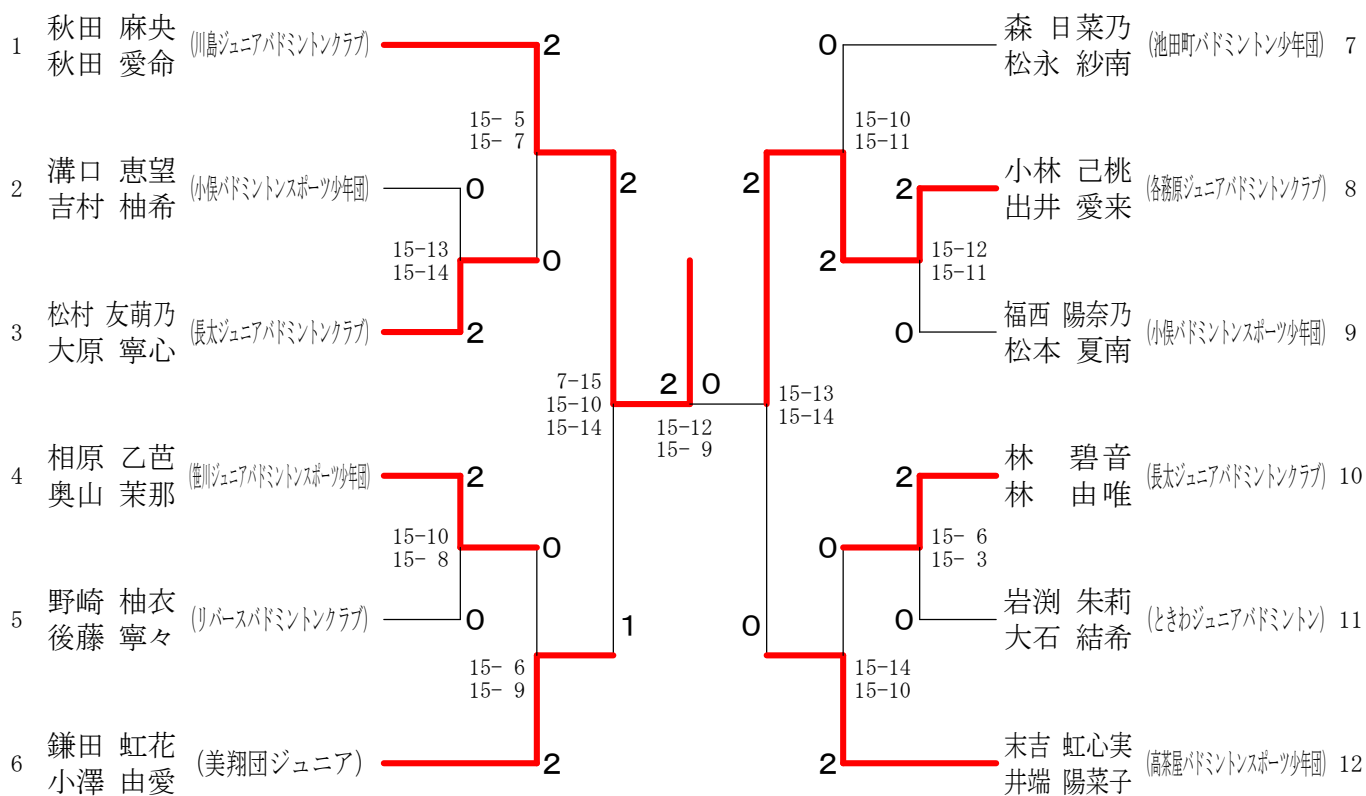 1 秋田 麻央
秋田 愛命
(川島ジュニアバドミントンクラブ)
2
15- 5
15- 7
2 溝口 恵望
吉村 柚希
(小俣バドミントンスポーツ少年団)
0
15-13
15-14
0
2
3 松村 友萌乃
大原 寧心
(長太ジュニアバドミントンクラブ)
2
7-15
15-10
15-14
4 相原 乙芭
奥山 茉那
(笹川ジュニアバドミントンスポーツ少年団)
2
15-10
15- 8
0
5 野崎 柚衣
後藤 寧々
(リバースバドミントンクラブ)
0
1
15- 6
15- 9
6 鎌田 虹花
小澤 由愛
(美翔団ジュニア)
2
2 0
15-12
15- 9
0
森 日菜乃
松永 紗南
(池田町バドミントン少年団) 7
15-10
15-11
2
2
小林 己桃
出井 愛来
(各務原ジュニアバドミントンクラブ) 8
2
15-12
15-11
0
福西 陽奈乃
松本 夏南
(小俣バドミントンスポーツ少年団) 9
15-13
15-14
2
林 碧音
林 由唯
(長太ジュニアバドミントンクラブ) 10
0
15- 6
15- 3
0
0
岩渕 朱莉
大石 結希
(ときわジュニアバドミントン) 11
15-14
15-10
2
末吉 虹心実
井端 陽菜子
(高茶屋バドミントンスポーツ少年団) 12